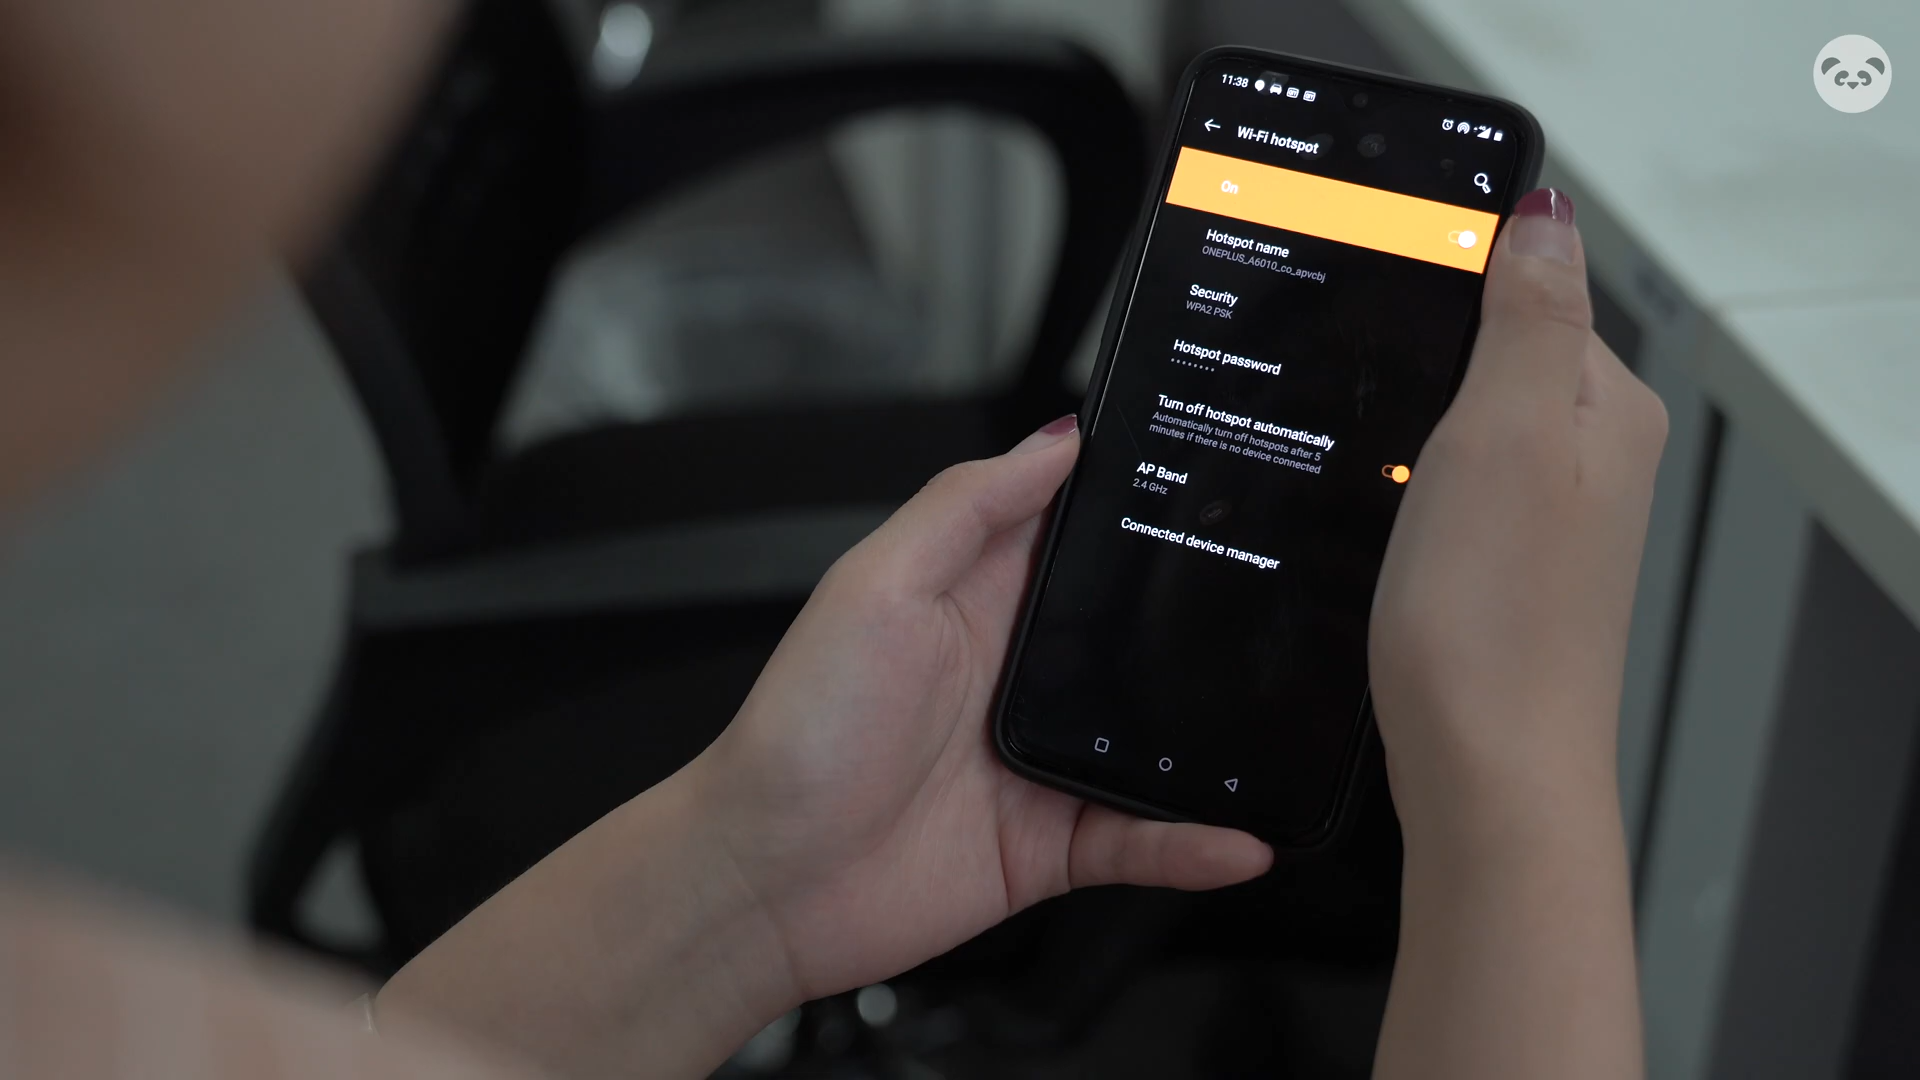 11:38
Wi-Fi hotspot
On
Hotspot name
ONEPLUS_A6010_co_apvcbj
Security
WPA2 PSK
Hotspot password
••••••••
Turn off hotspot automatically
Automatically turn off hotspots after 5
minutes if there is no device connected
AP Band
2.4 GHz
Connected device manager